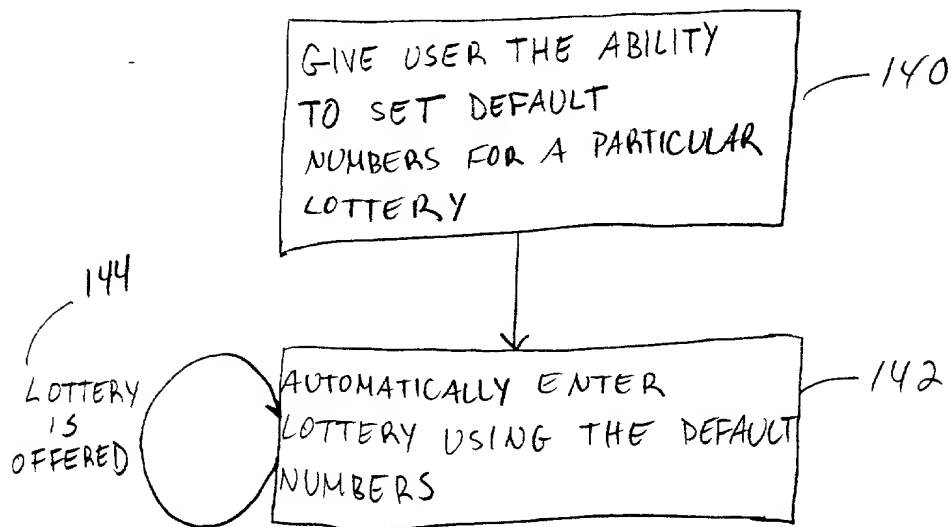 GIVE USER THE ABILITY
TO SET DEFAULT
NUMBERS FOR A PARTICULAR
LOTTERY
140
144
LOTTERY
IS
OFFERED
AUTOMATICALLY ENTER
LOTTERY USING THE DEFAULT
NUMBERS
142